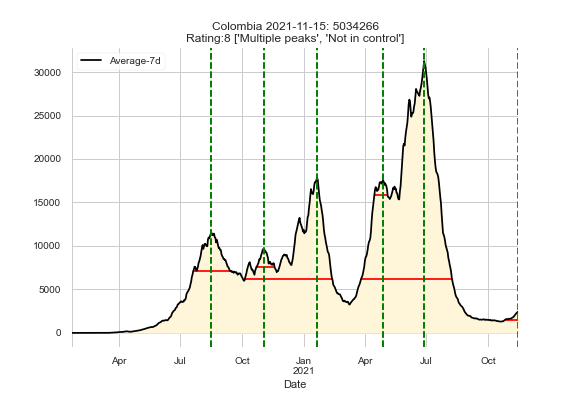 Colombia 2021-11-15: 5034266
Rating:8 ['Multiple peaks', 'Not in control']
Average-7d
30000
25000
20000
15000
10000
5000
0
Apr Jul Oct Jan Apr Jul Oct
2021
Date